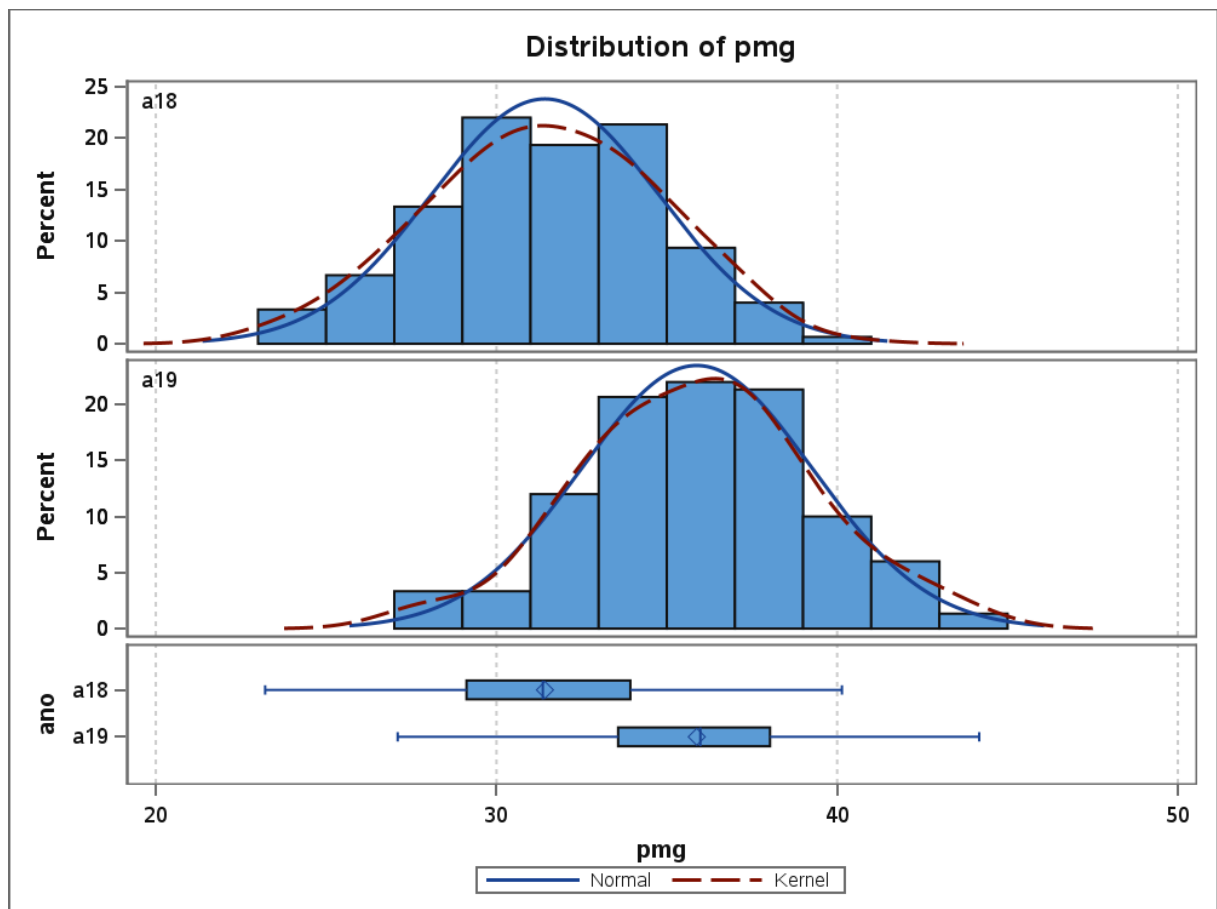 Distribution of pmg
a18
Percent
25
20
15
10
5
0
a19
Percent
20
15
10
5
0
ano
a18
a19
20 30 40 50
pmg
Normal Kernel